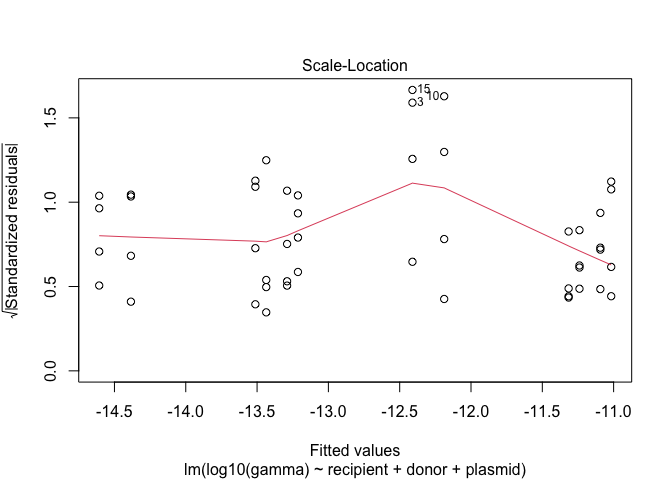 Scale-Location
√|Standardized residuals|
0.0 0.5 1.0 1.5
15
10
3
-14.5 -14.0 -13.5 -13.0 -12.5 -12.0 -11.5 -11.0
Fitted values
lm(log10(gamma) ~ recipient + donor + plasmid)